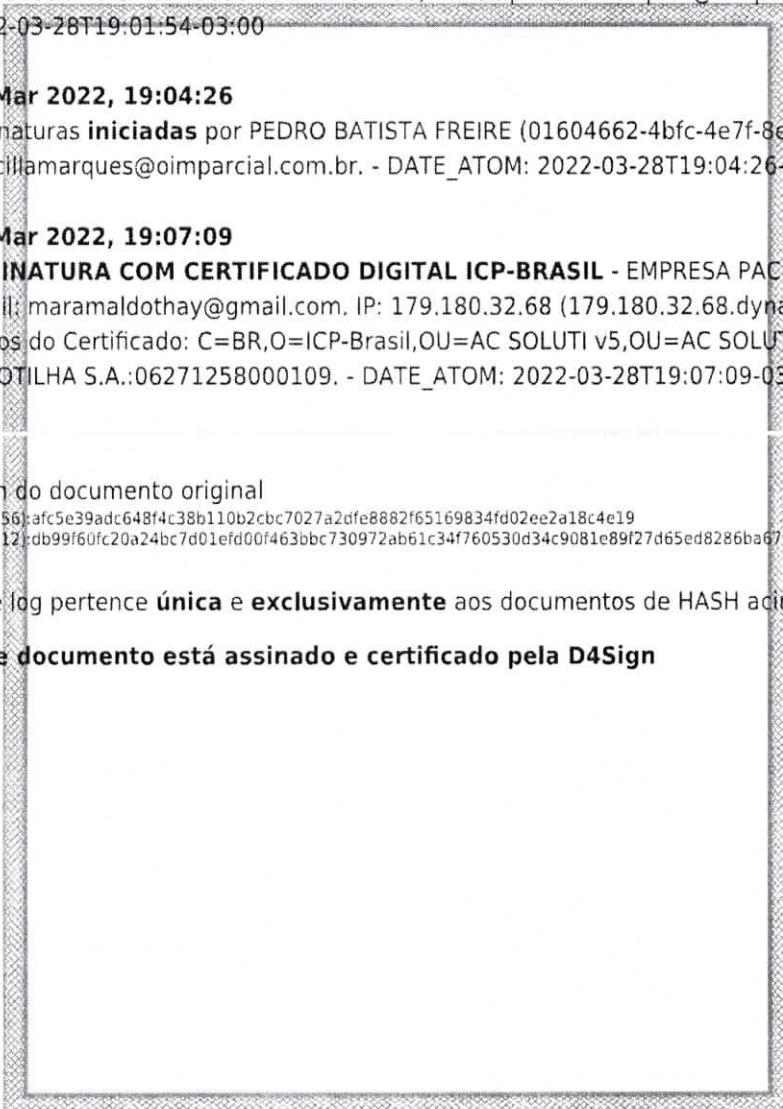 2-03-28T19:01:54-03:00
Mar 2022, 19:04:26
naturas iniciadas por PEDRO BATISTA FREIRE (01604662-4bfc-4e7f-8e
cillamarques@oimparcial.com.br. - DATE_ATOM: 2022-03-28T19:04:26-
Mar 2022, 19:07:09
INATURA COM CERTIFICADO DIGITAL ICP-BRASIL - EMPRESA PAC
il: maramaldothay@gmail.com. IP: 179.180.32.68 (179.180.32.68.dyna
os do Certificado: C=BR,O=ICP-Brasil,OU=AC SOLUTI v5,OU=AC SOLUT
OTILHA S.A.:06271258000109. - DATE_ATOM: 2022-03-28T19:07:09-03
h do documento original
56):afc5e39adc648f4c38b110b2cbc7027a2dfe8882f65169834fd02ee2a18c4e19
12):db99f60fc20a24bc7d01efd00f463bbc730972ab61c34f760530d34c9081e89f27d65ed8286ba67
e log pertence única e exclusivamente aos documentos de HASH acim
e documento está assinado e certificado pela D4Sign